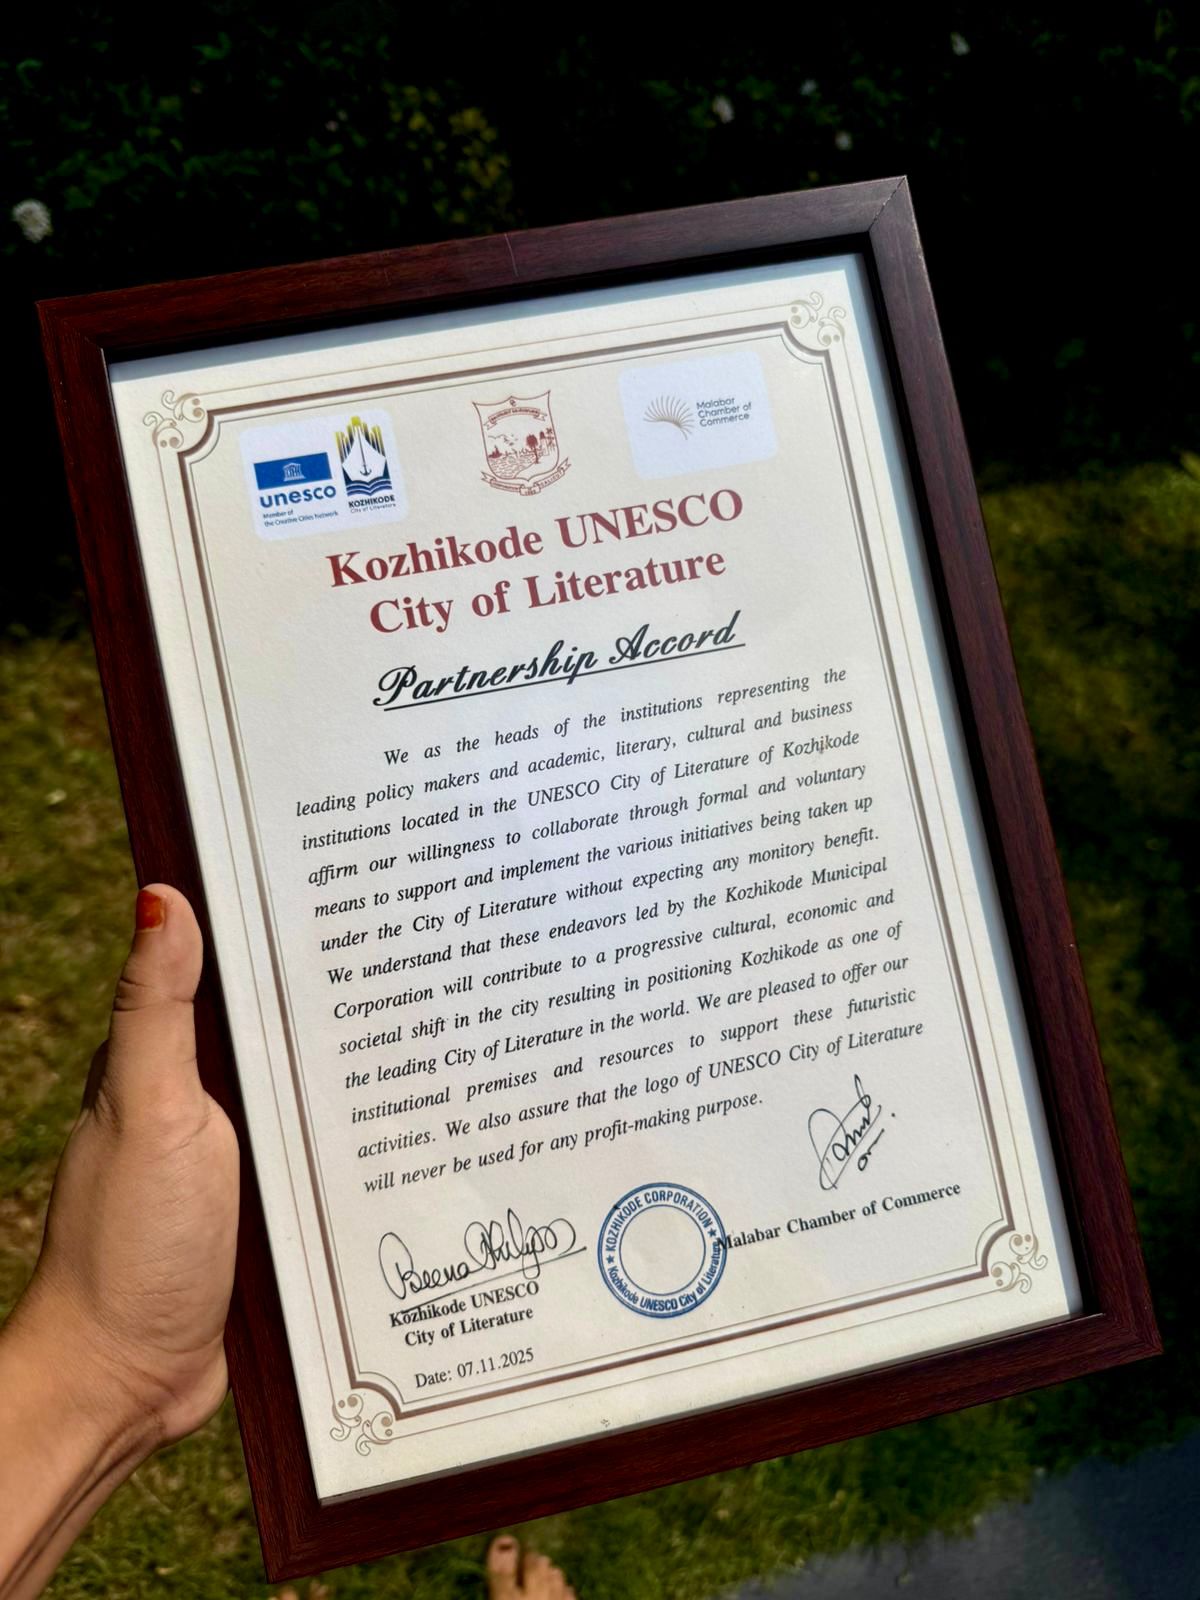 unesco
Member of
the Creative Cities Network
KOZHIKODE
City of Literature
Malabar
Chamber of
Commerce
Kozhikode UNESCO
City of Literature
Partnership Accord
We as the heads of the institutions representing the
leading policy makers and academic, literary, cultural and business
institutions located in the UNESCO City of Literature of Kozhikode
affirm our willingness to collaborate through formal and voluntary
means to support and implement the various initiatives being taken up
under the City of Literature without expecting any monitory benefit.
We understand that these endeavors led by the Kozhikode Municipal
Corporation will contribute to a progressive cultural, economic and
societal shift in the city resulting in positioning Kozhikode as one of
the leading City of Literature in the world. We are pleased to offer our
institutional premises and resources to support these futuristic
activities. We also assure that the logo of UNESCO City of Literature
will never be used for any profit-making purpose.
Beena Philip
Kozhikode UNESCO
City of Literature
Date: 07.11.2025
KOZHIKODE CORPORATION
Kozhikode UNESCO City of Literature
Malabar Chamber of Commerce